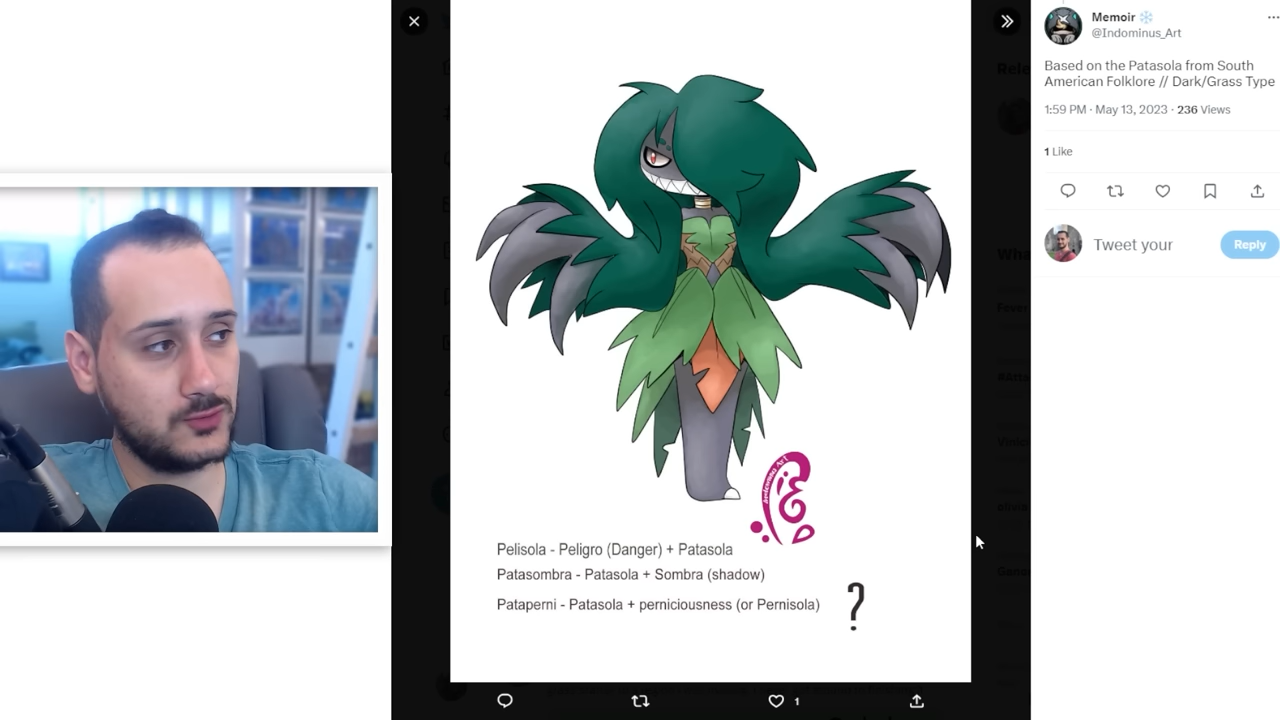 Memoir
@Indominus_Art
Based on the Patasola from South
American Folklore // Dark/Grass Type
1:59 PM · May 13, 2023 · 236 Views
1 Like
Tweet your
Reply
Pelisola - Peligro (Danger) + Patasola
Patasombra - Patasola + Sombra (shadow)
Pataperni - Patasola + perniciousness (or Pernisola)
?
1